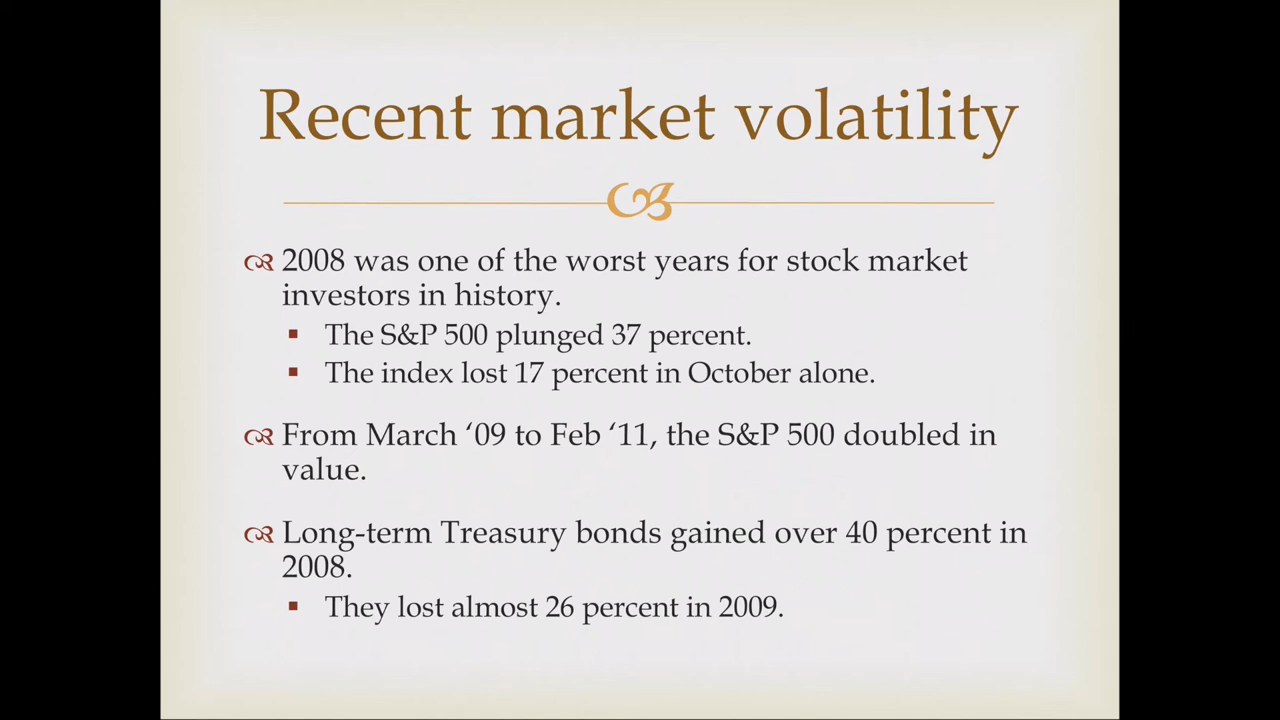 Recent market volatility
2008 was one of the worst years for stock market
investors in history.
The S&P 500 plunged 37 percent.
The index lost 17 percent in October alone.
From March ‘09 to Feb ‘11, the S&P 500 doubled in
value.
Long-term Treasury bonds gained over 40 percent in
2008.
They lost almost 26 percent in 2009.